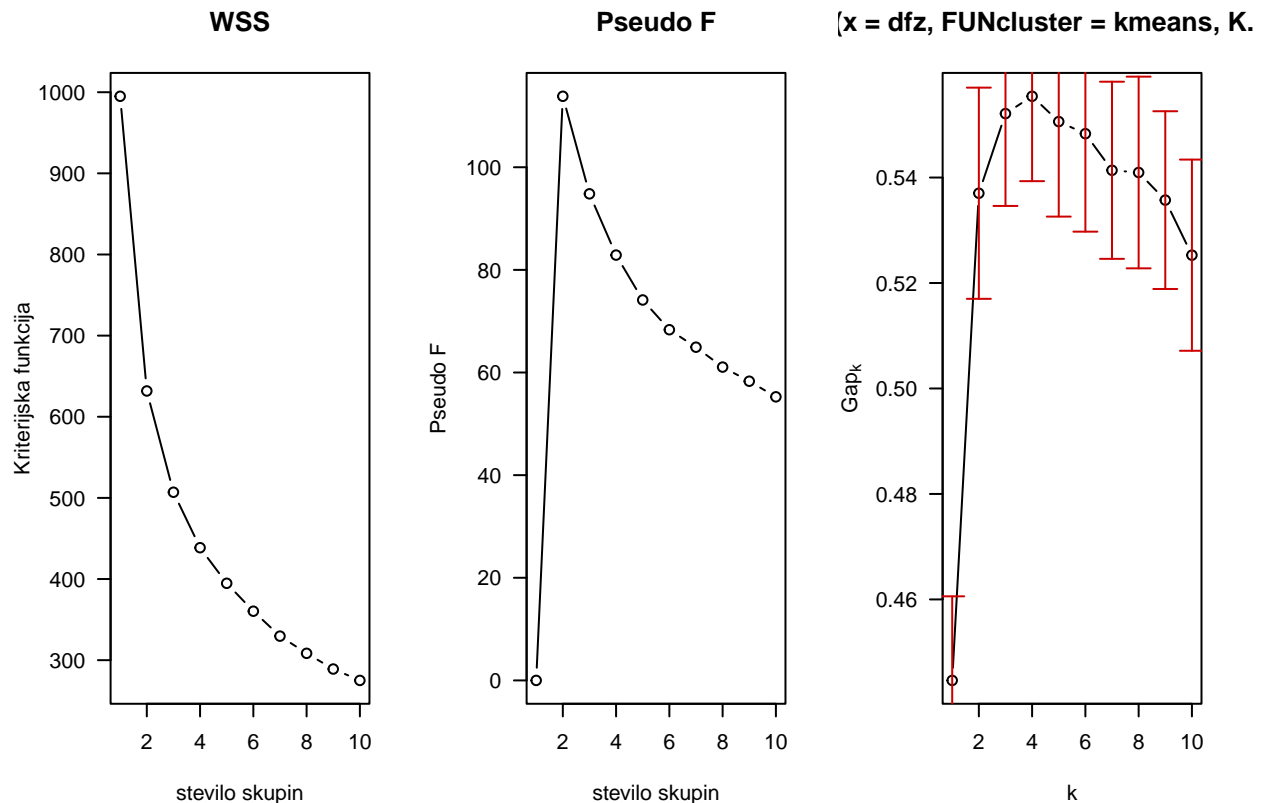 WSS
Kriterijska funkcija
1000
900
800
700
600
500
400
300
2 4 6 8 10
stevilo skupin
Pseudo F
Pseudo F
100
80
60
40
20
0
2 4 6 8 10
stevilo skupin
(x = dfz, FUNcluster = kmeans, K.
Gapk
0.54
0.52
0.50
0.48
0.46
2 4 6 8 10
k